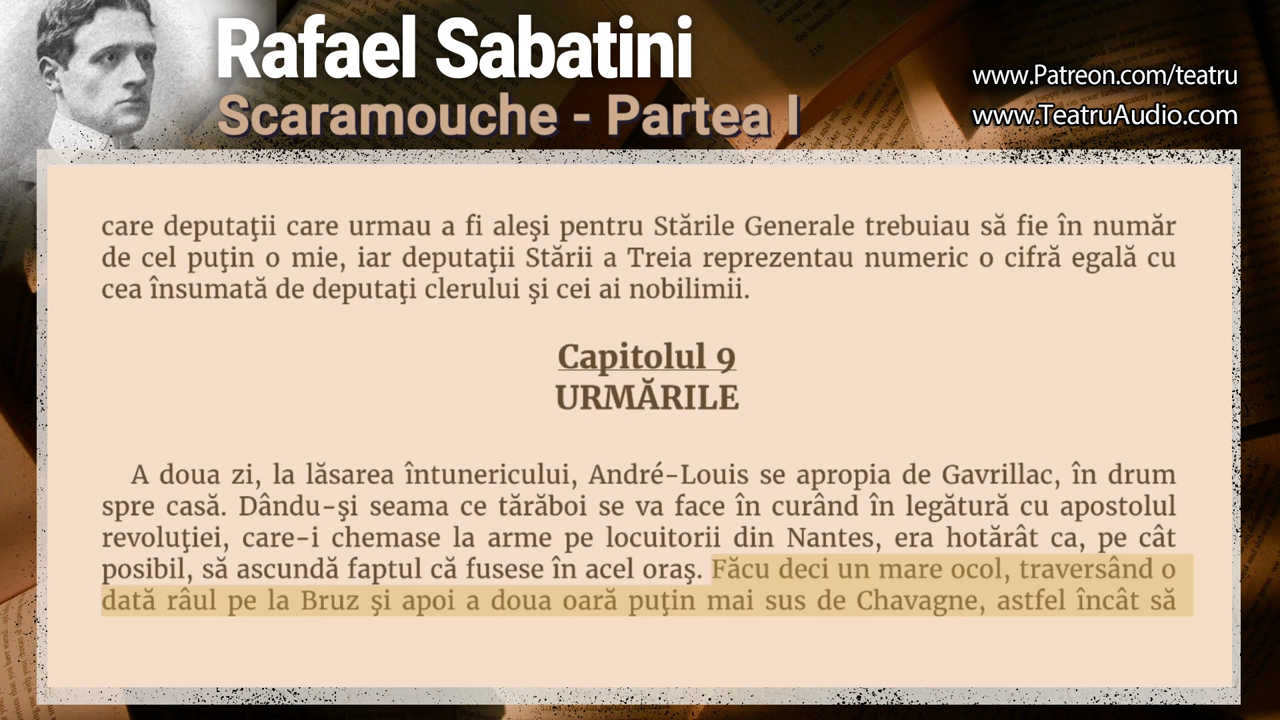 Rafael Sabatini
Scaramouche - Partea I
www.Patreon.com/teatru
www.TeatruAudio.com
care deputaţii care urmau a fi aleşi pentru Stările Generale trebuiau să fie în număr
de cel puţin o mie, iar deputaţii Stării a Treia reprezentau numeric o cifră egală cu
cea însumată de deputaţi clerului şi cei ai nobilimii.
Capitolul 9
URMĂRILE
A doua zi, la lăsarea întunericului, André-Louis se apropia de Gavrillac, în drum
spre casă. Dându-şi seama ce tărăboi se va face în curând în legătură cu apostolul
revoluţiei, care-i chemase la arme pe locuitorii din Nantes, era hotărât ca, pe cât
posibil, să ascundă faptul că fusese în acel oraş. Făcu deci un mare ocol, traversând o
dată râul pe la Bruz şi apoi a doua oară puţin mai sus de Chavagne, astfel încât să